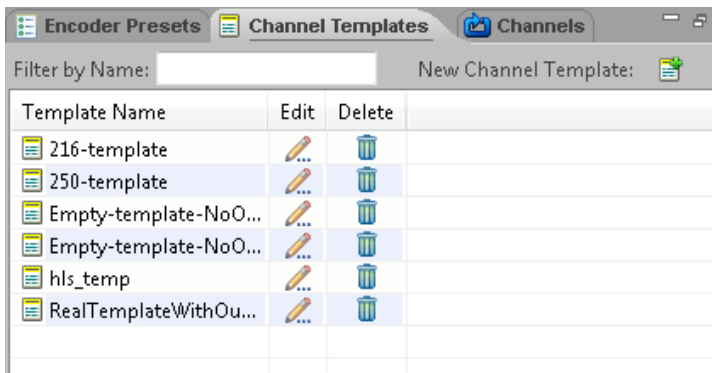 Encoder Presets Channel Templates Channels
Filter by Name: New Channel Template:
Template Name Edit Delete
216-template
250-template
Empty-template-NoO...
Empty-template-NoO...
hls_temp
RealTemplateWithOu...